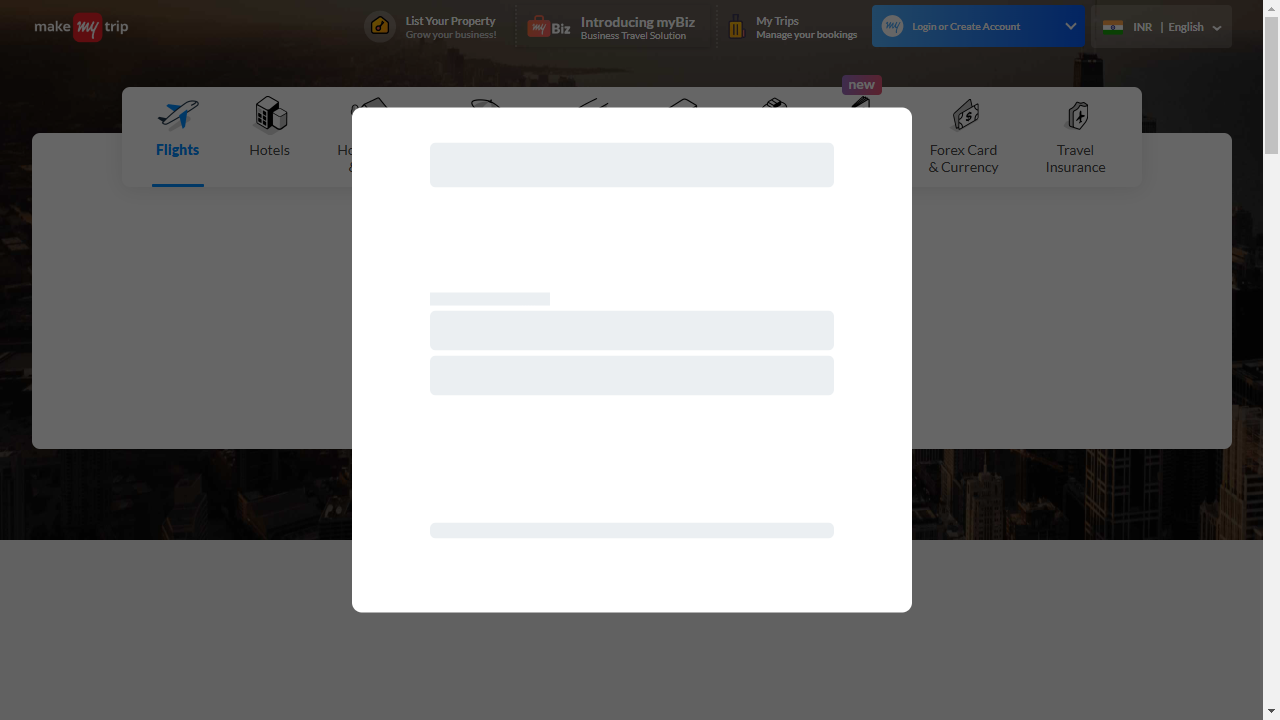 make my trip
List Your Property
Grow your business!
my Biz
Introducing myBiz
Business Travel Solution
My Trips
Manage your bookings
my
Login or Create Account
INR | English
new
Flights
Hotels
Forex Card
& Currency
Travel
Insurance